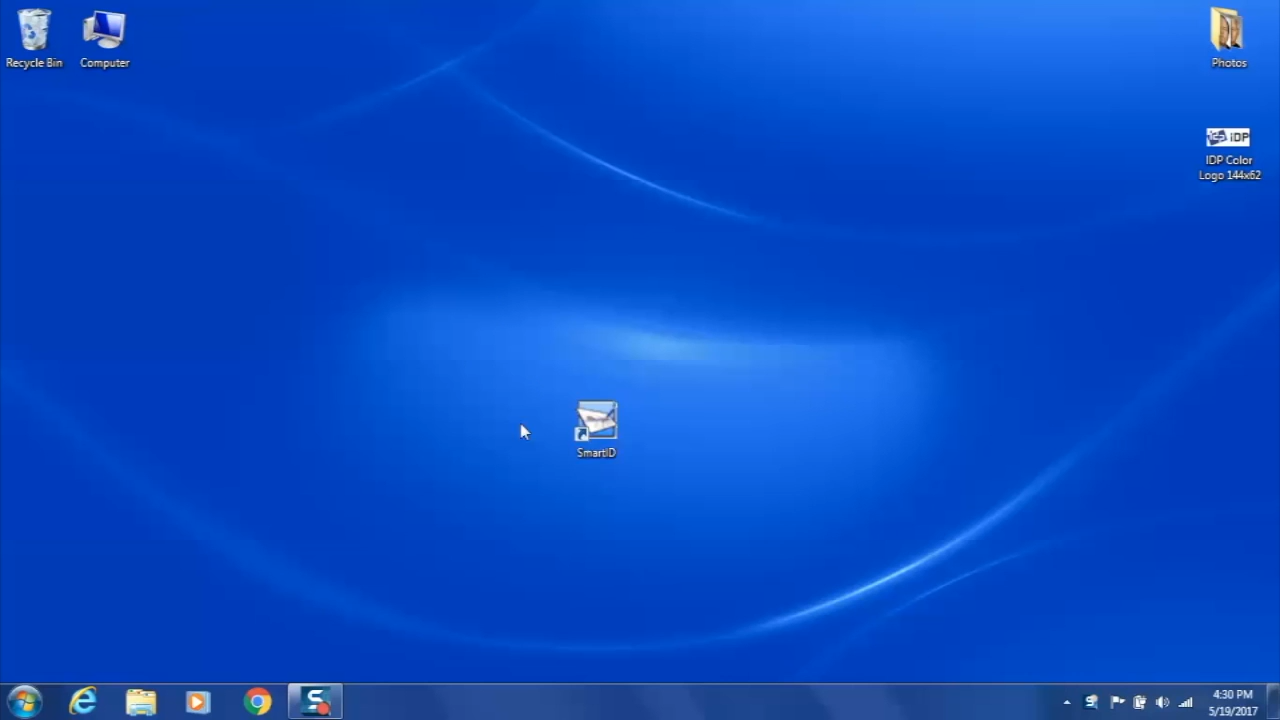 Recycle Bin
Computer
Photos
iDP
IDP Color
Logo 144x62
SmartID
4:30 PM
5/19/2017